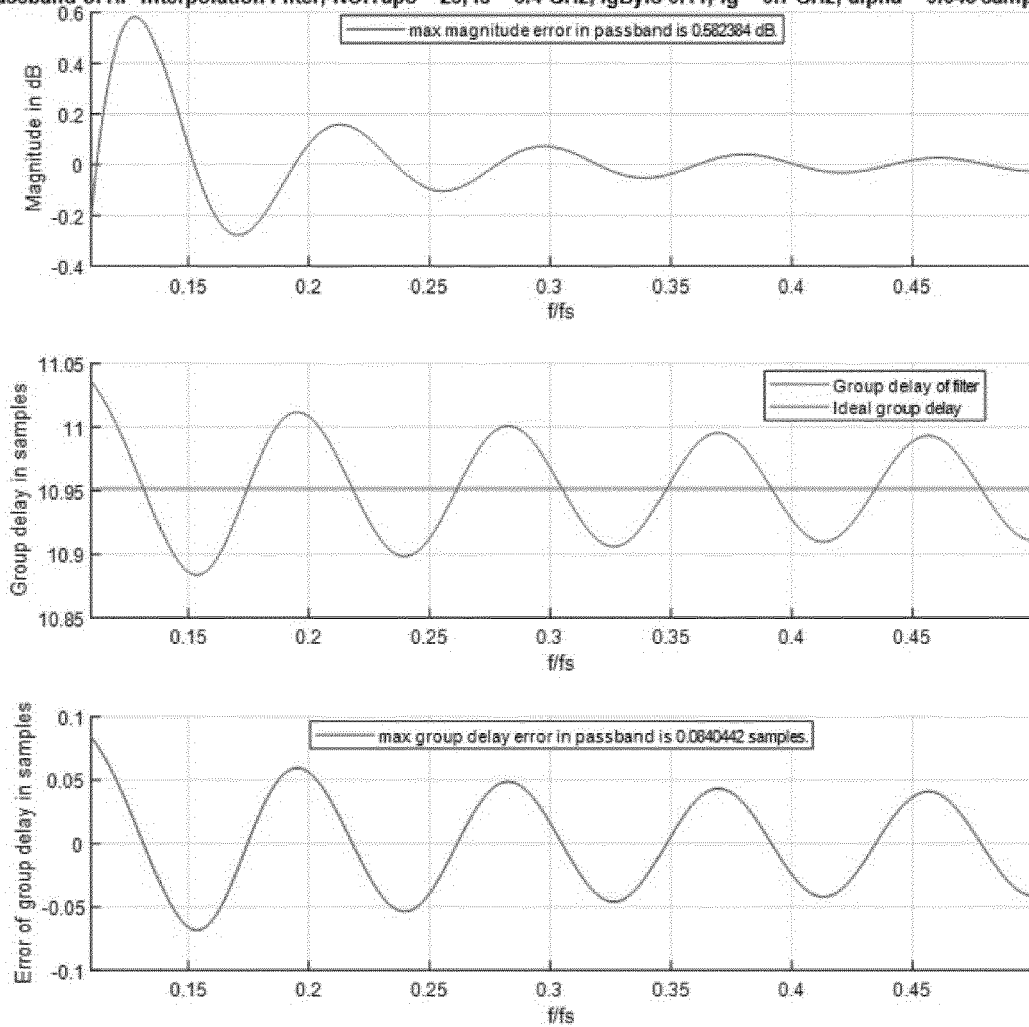 max magnitude error in passband is 0.582384 dB.
Magnitude in dB
0.6
0.4
0.2
0
-0.2
-0.4
0.15 0.2 0.25 0.3 0.35 0.4 0.45
f/fs
Group delay of filter
Ideal group delay
Group delay in samples
11.05
11
10.95
10.9
10.85
0.15 0.2 0.25 0.3 0.35 0.4 0.45
f/fs
max group delay error in passband is 0.0840442 samples.
Error of group delay in samples
0.1
0.05
0
-0.05
-0.1
0.15 0.2 0.25 0.3 0.35 0.4 0.45
f/fs